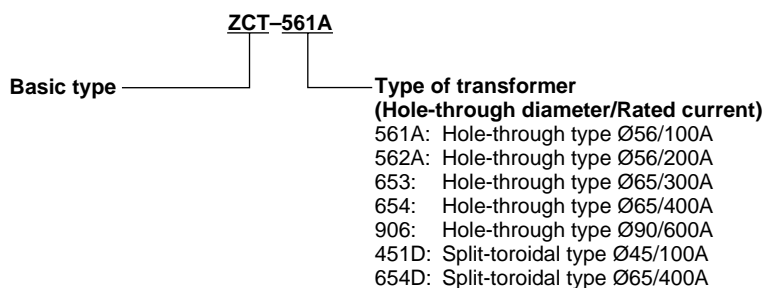 ZCT–561A
Basic type
Type of transformer
(Hole-through diameter/Rated current)
561A: Hole-through type Ø56/100A
562A: Hole-through type Ø56/200A
653: Hole-through type Ø65/300A
654: Hole-through type Ø65/400A
906: Hole-through type Ø90/600A
451D: Split-toroidal type Ø45/100A
654D: Split-toroidal type Ø65/400A